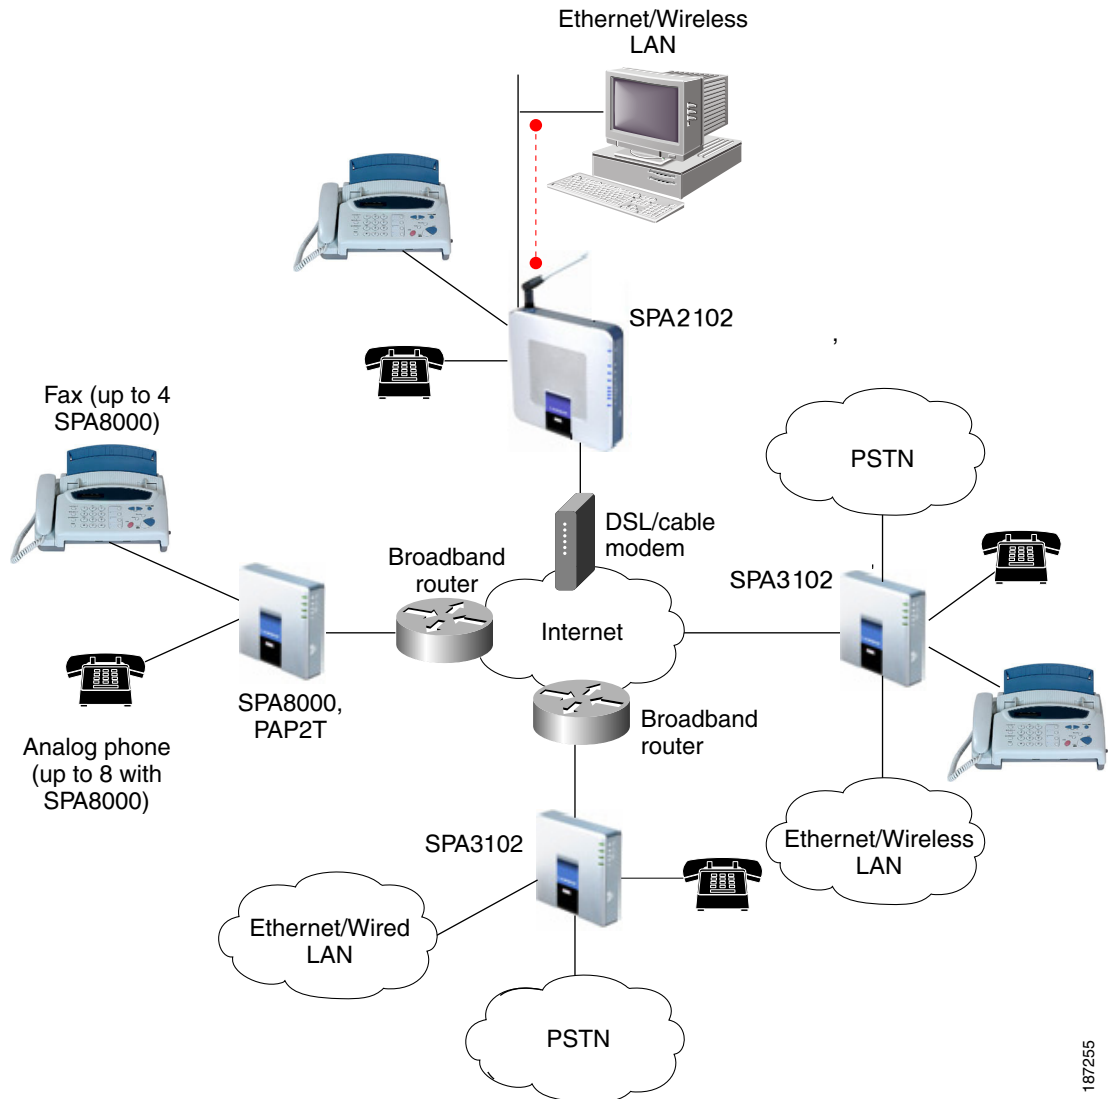 Ethernet/Wireless
LAN
SPA2102
,
Fax (up to 4
SPA8000)
PSTN
DSL/cable
modem
Broadband
router
SPA3102
'
Internet
SPA8000,
PAP2T
Broadband
router
Analog phone
(up to 8 with
SPA8000)
SPA3102
Ethernet/Wireless
LAN
Ethernet/Wired
LAN
PSTN
187255